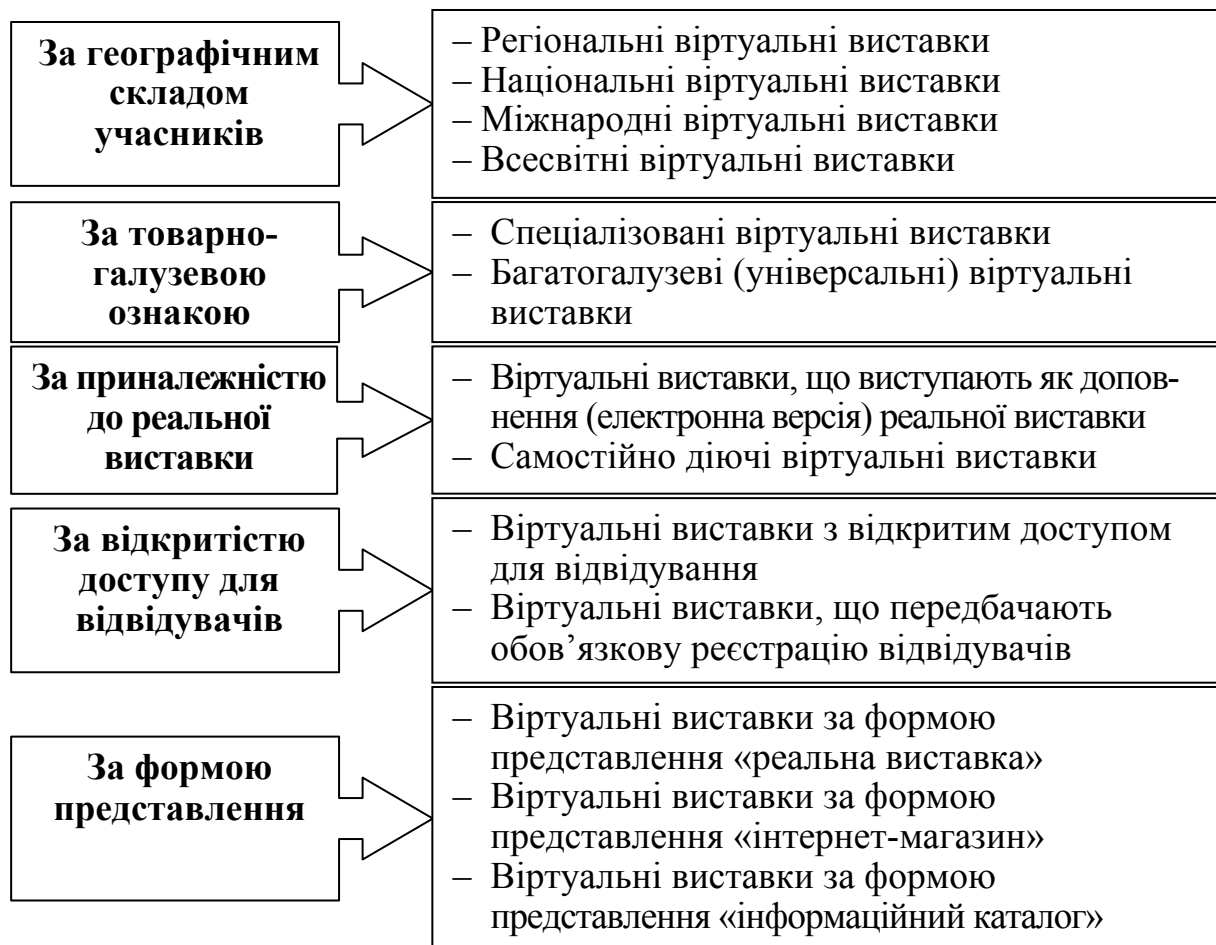 За географічним
складом
учасників
– Регіональні віртуальні виставки
– Національні віртуальні виставки
– Міжнародні віртуальні виставки
– Всесвітні віртуальні виставки
За товарно-
галузевою
ознакою
– Спеціалізовані віртуальні виставки
– Багатогалузеві (універсальні) віртуальні
виставки
За приналежністю
до реальної
виставки
– Віртуальні виставки, що виступають як допов-
нення (електронна версія) реальної виставки
– Самостійно діючі віртуальні виставки
За відкритістю
доступу для
відвідувачів
– Віртуальні виставки з відкритим доступом
для відвідування
– Віртуальні виставки, що передбачають
обов’язкову реєстрацію відвідувачів
За формою
представлення
– Віртуальні виставки за формою
представлення «реальна виставка»
– Віртуальні виставки за формою
представлення «інтернет-магазин»
– Віртуальні виставки за формою
представлення «інформаційний каталог»